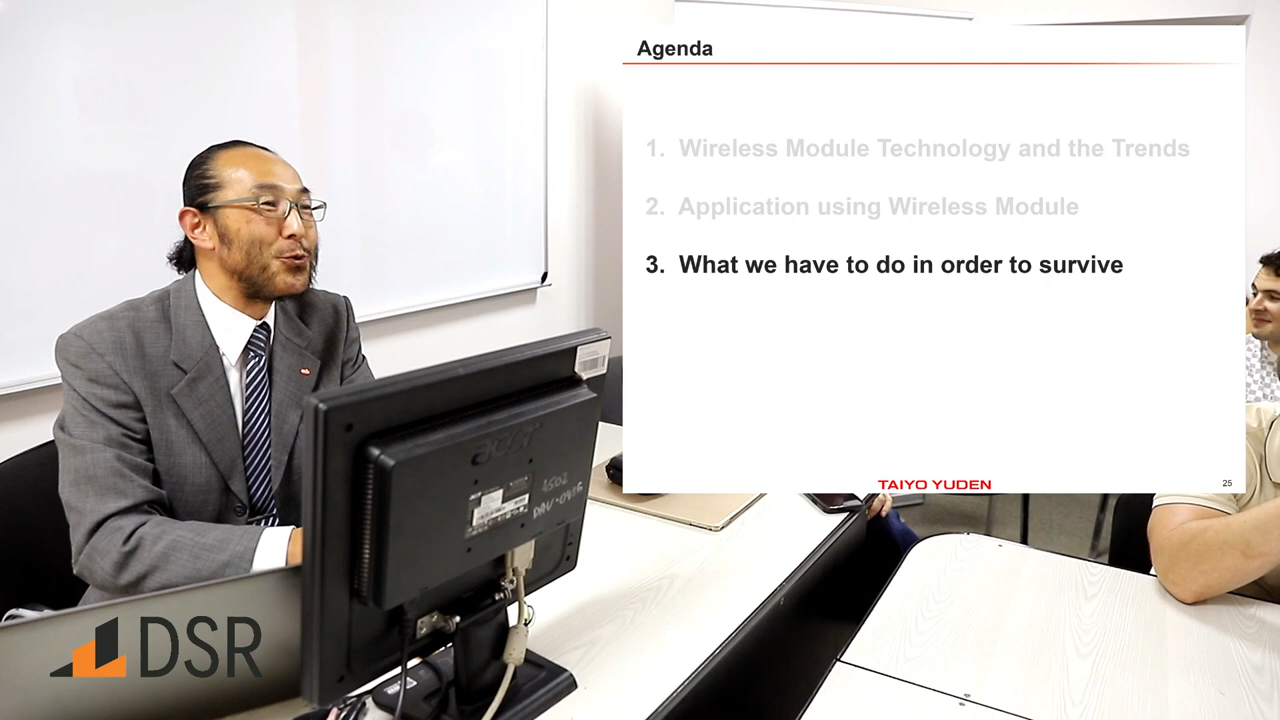 Agenda
1. Wireless Module Technology and the Trends
2. Application using Wireless Module
3. What we have to do in order to survive
TAIYO YUDEN
25
acer
DSR